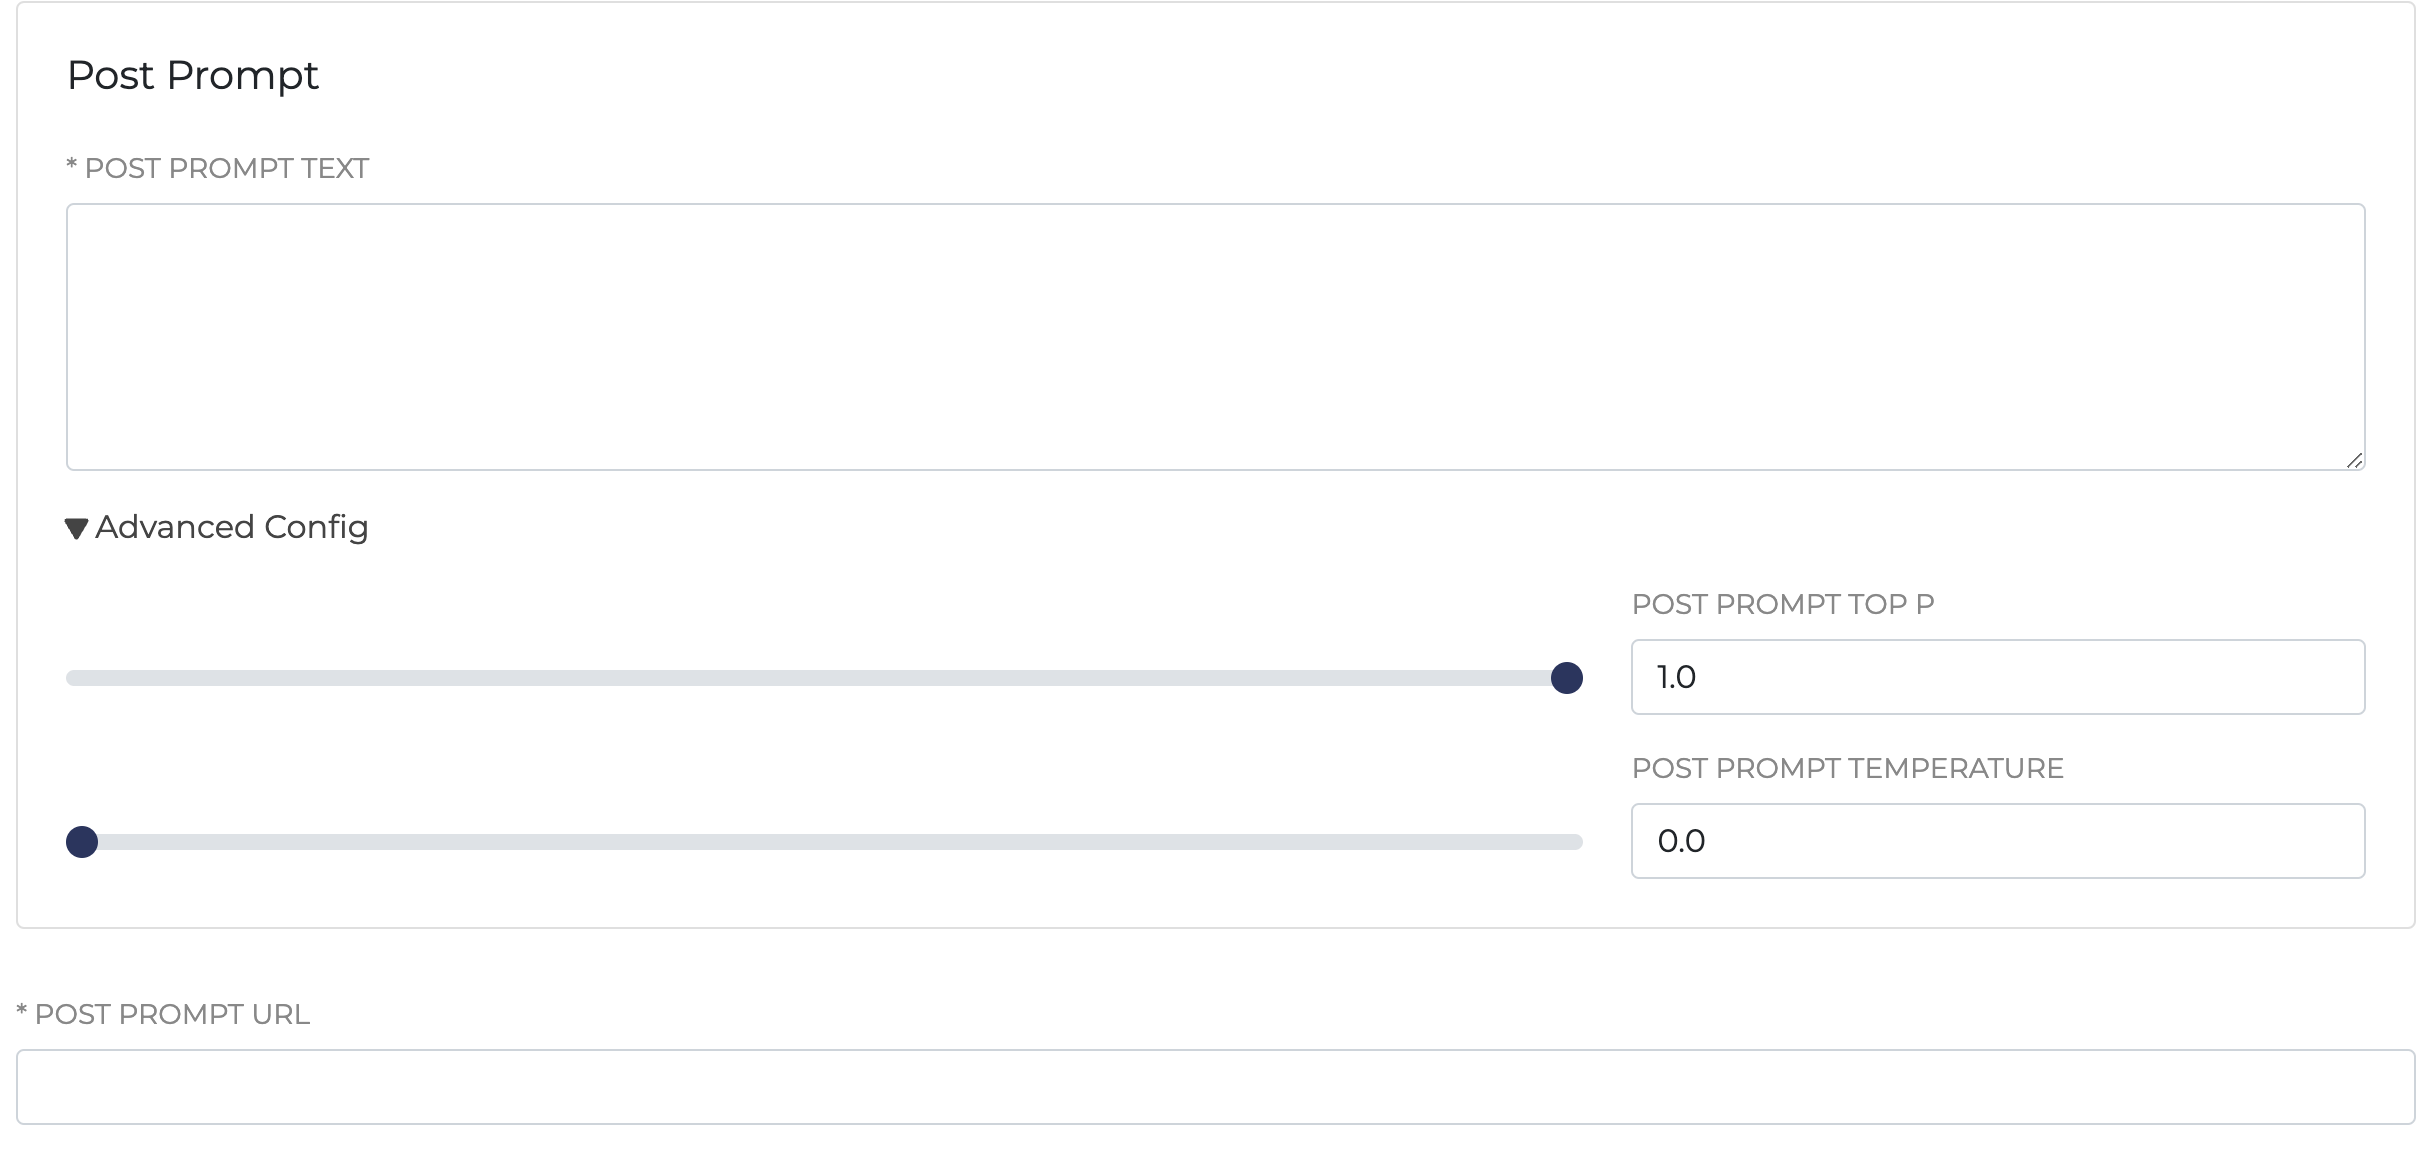 Post Prompt
* POST PROMPT TEXT
Advanced Config
POST PROMPT TOP P
1.0
POST PROMPT TEMPERATURE
0.0
* POST PROMPT URL